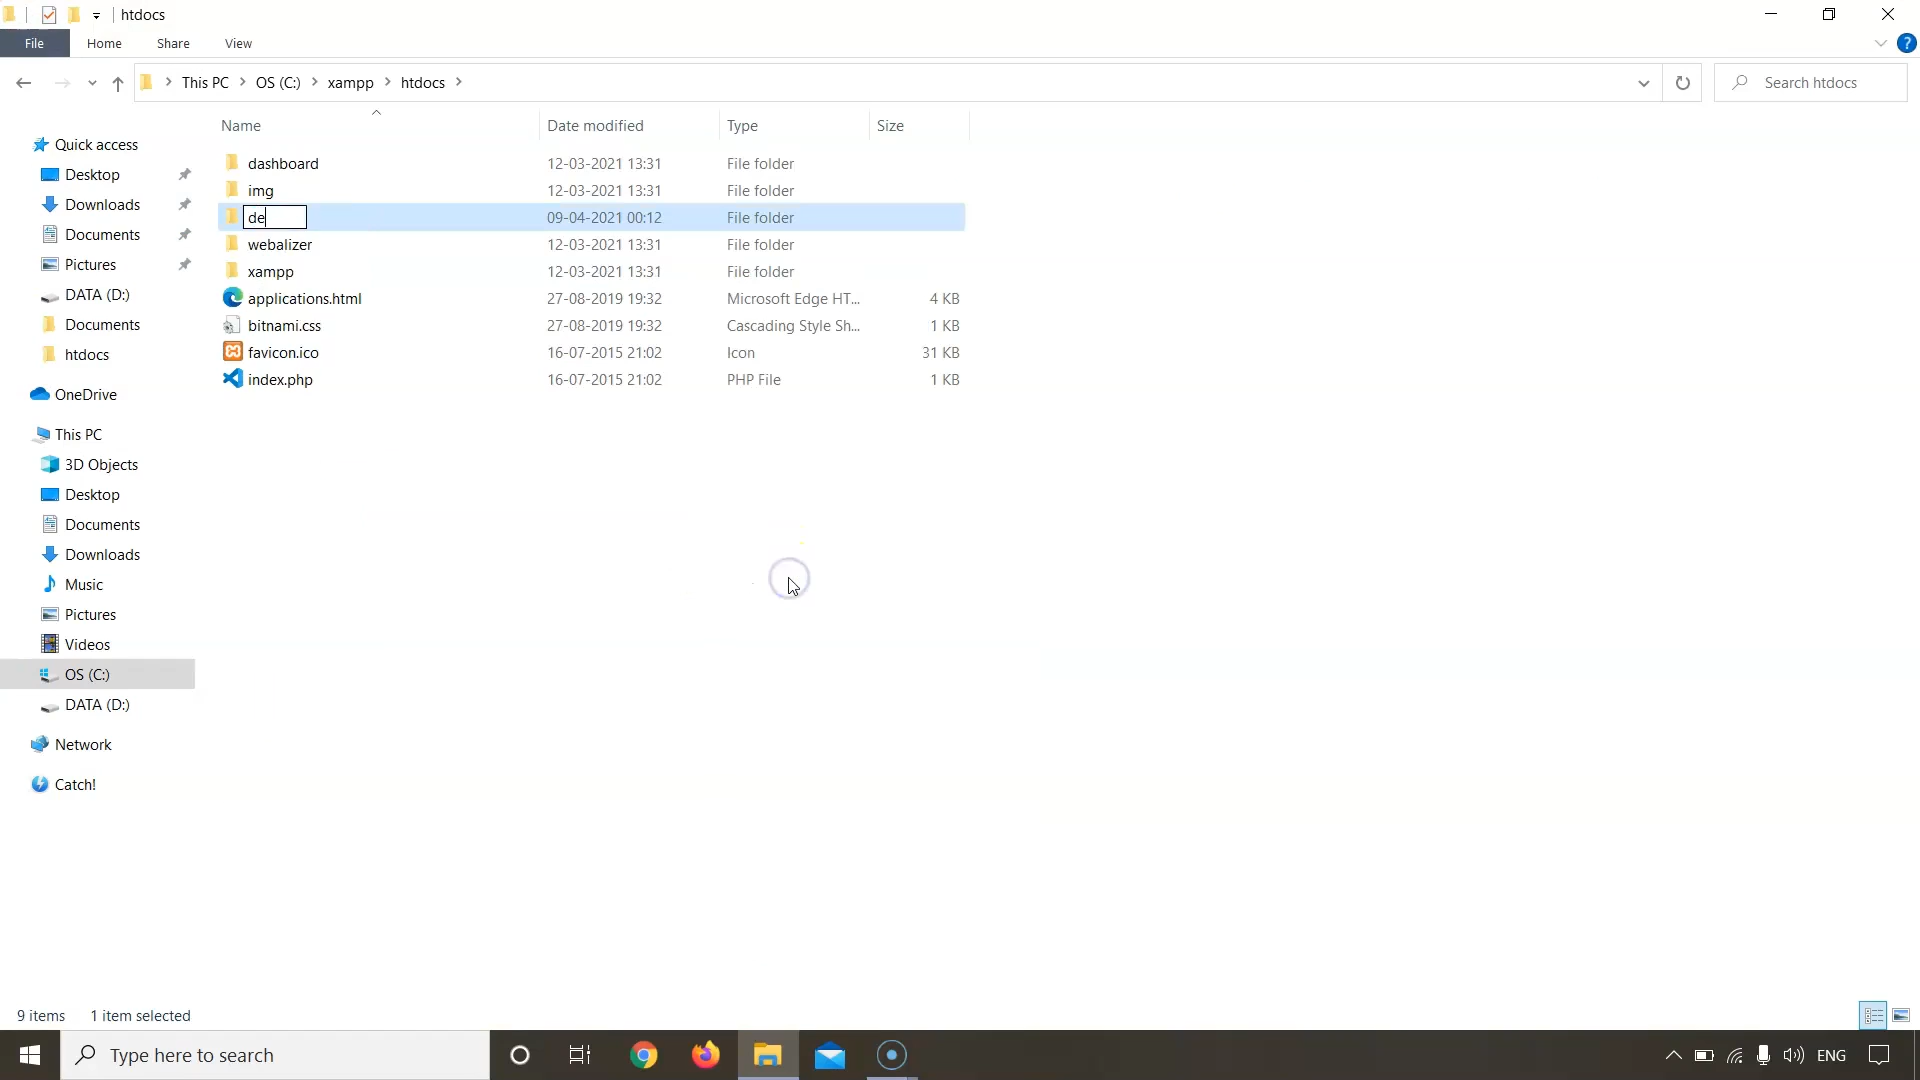 htdocs
File Home Share View
This PC OS (C:) xampp htdocs Search htdocs
Name Date modified Type Size
Quick access
Desktop
Downloads
Documents
Pictures
DATA (D:)
Documents
htdocs
OneDrive
This PC
3D Objects
Desktop
Documents
Downloads
Music
Pictures
Videos
OS (C:)
DATA (D:)
Network
Catch!
dashboard 12-03-2021 13:31 File folder
img 12-03-2021 13:31 File folder
de 09-04-2021 00:12 File folder
webalizer 12-03-2021 13:31 File folder
xampp 12-03-2021 13:31 File folder
applications.html 27-08-2019 19:32 Microsoft Edge HT... 4 KB
bitnami.css 27-08-2019 19:32 Cascading Style Sh... 1 KB
favicon.ico 16-07-2015 21:02 Icon 31 KB
index.php 16-07-2015 21:02 PHP File 1 KB
9 items 1 item selected
Type here to search ENG